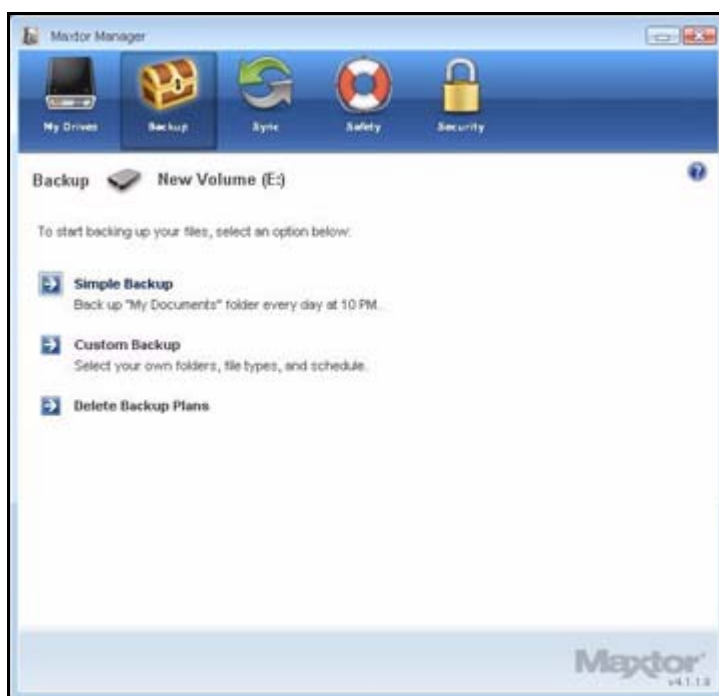 Maxtor Manager
My Drives Backup Sync Safety Security
Backup New Volume (E:)
To start backing up your files, select an option below:
Simple Backup
Back up "My Documents" folder every day at 10 PM.
Custom Backup
Select your own folders, file types, and schedule.
Delete Backup Plans
Maxtor